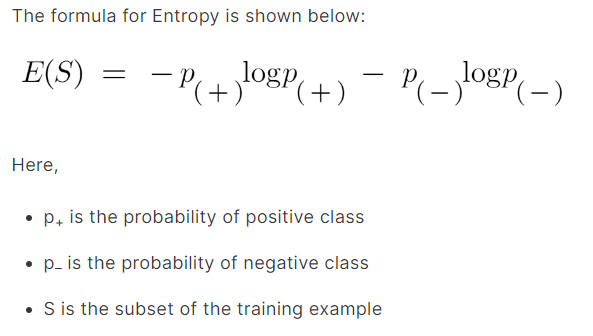 The formula for Entropy is shown below:
E(S) = − p(+)logp(+) − p(−)logp(−)
Here,
• p+ is the probability of positive class
• p− is the probability of negative class
• S is the subset of the training example